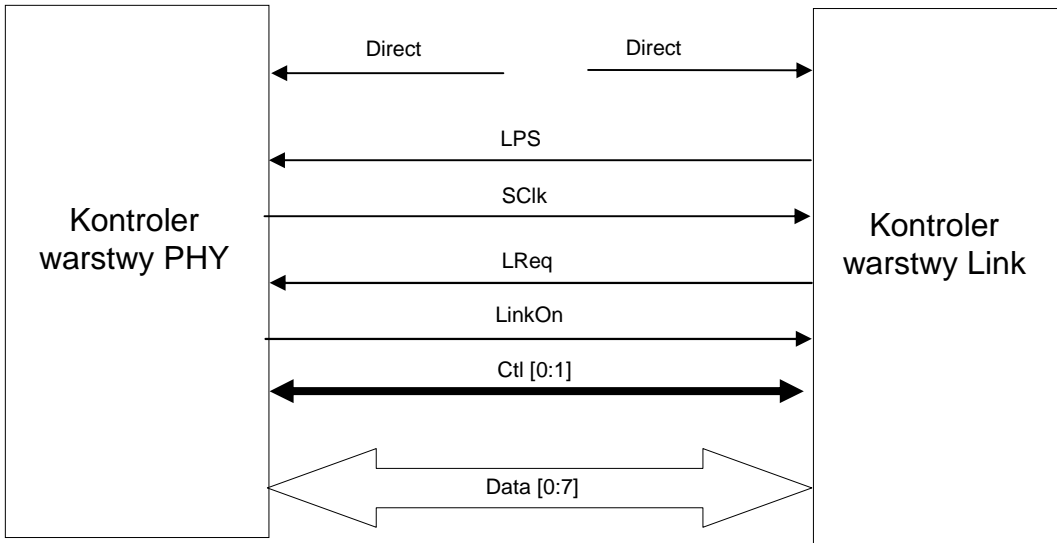 Direct
Direct
LPS
SClk
Kontroler
warstwy PHY
Kontroler
warstwy Link
LReq
LinkOn
Ctl [0:1]
Data [0:7]